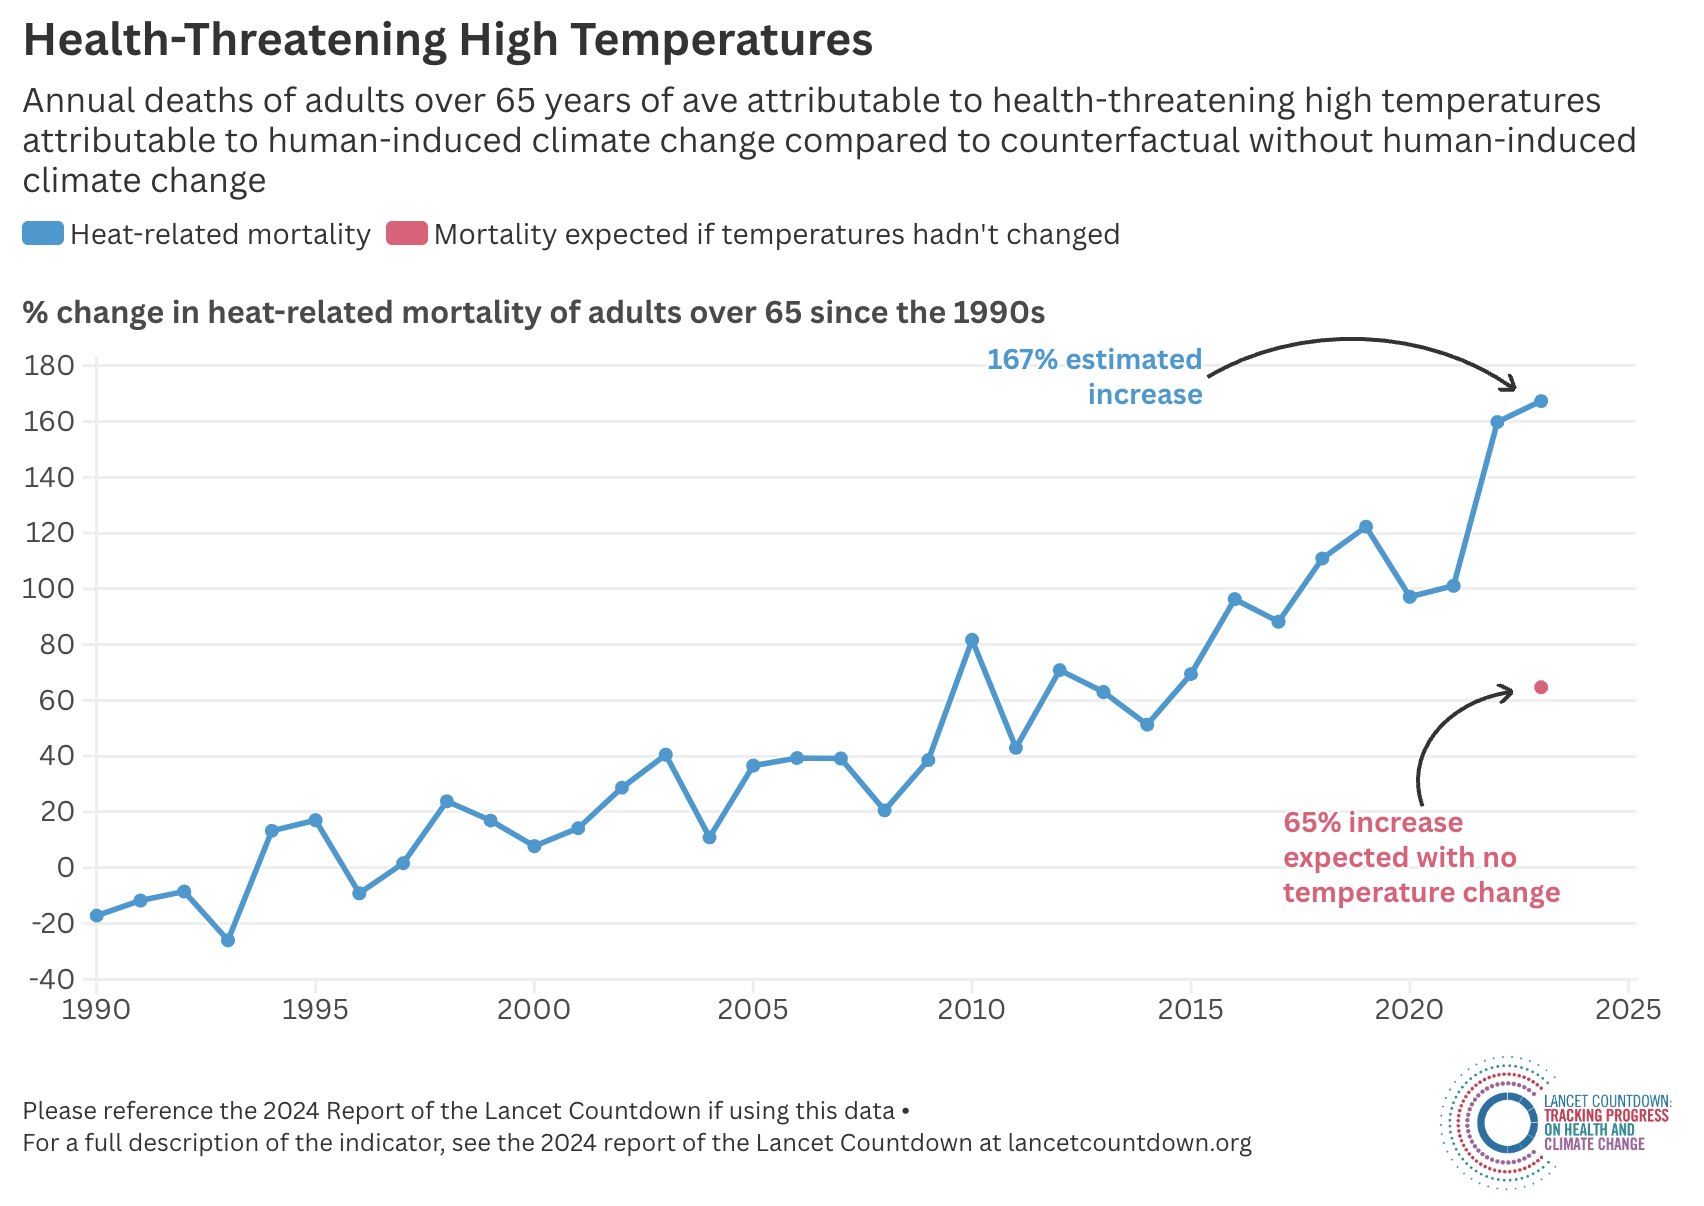 Health-Threatening High Temperatures
Annual deaths of adults over 65 years of ave attributable to health-threatening high temperatures
attributable to human-induced climate change compared to counterfactual without human-induced
climate change
Heat-related mortality
Mortality expected if temperatures hadn't changed
% change in heat-related mortality of adults over 65 since the 1990s
167% estimated
increase
180
160
140
120
100
80
60
40
20
0
-20
-40
65% increase
expected with no
temperature change
1990
1995
2000
2005
2010
2015
2020
2025
Please reference the 2024 Report of the Lancet Countdown if using this data •
For a full description of the indicator, see the 2024 report of the Lancet Countdown at lancetcountdown.org
LANCET COUNTDOWN:
TRACKING PROGRESS
ON HEALTH AND
CLIMATE CHANGE